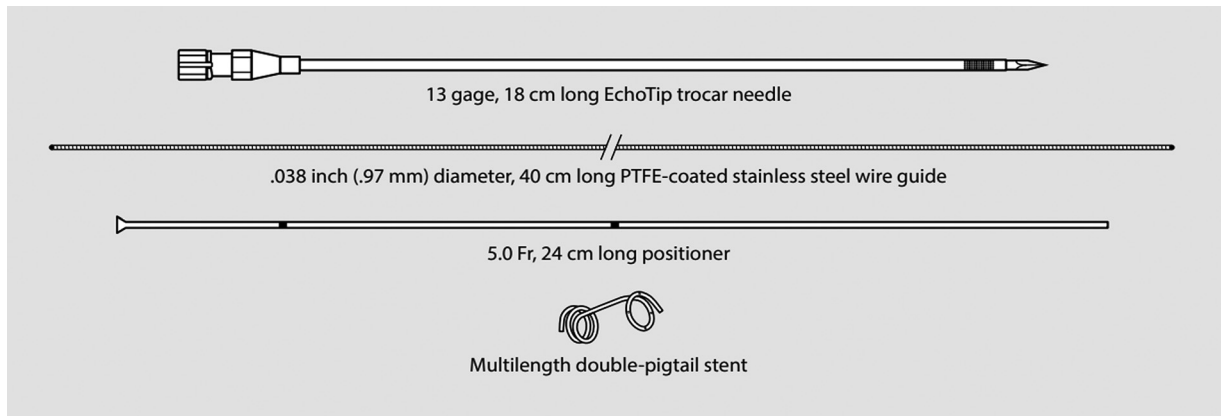 13 gage, 18 cm long EchoTip trocar needle
.038 inch (.97 mm) diameter, 40 cm long PTFE-coated stainless steel wire guide
5.0 Fr, 24 cm long positioner
Multilength double-pigtail stent